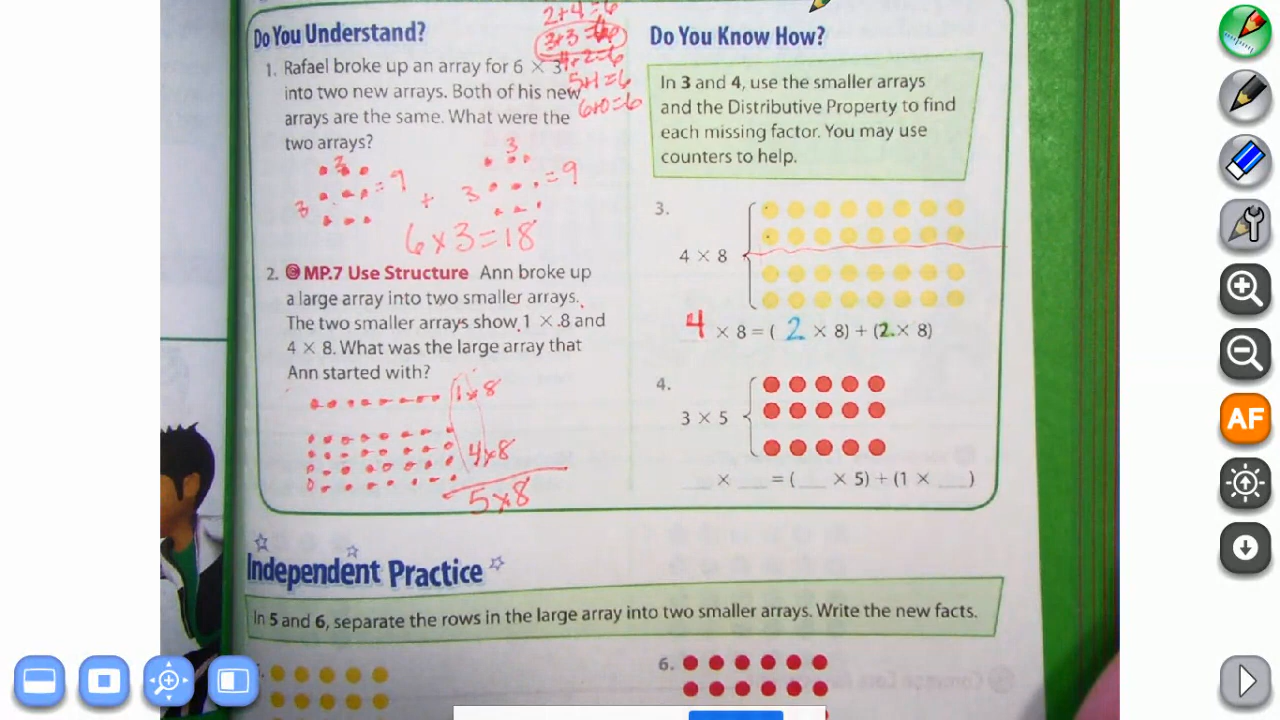 2+4=6
3+3=6
4+2=6
5+1=6
6+0=6
Do You Understand?
1. Rafael broke up an array for 6 × 3
into two new arrays. Both of his new
arrays are the same. What were the
two arrays?
3
3
=9
+
3
3
=9
6×3=18
2. MP.7 Use Structure Ann broke up
a large array into two smaller arrays.
The two smaller arrays show 1 × 8 and
4 × 8. What was the large array that
Ann started with?
1×8
4×8
5×8
Do You Know How?
In 3 and 4, use the smaller arrays
and the Distributive Property to find
each missing factor. You may use
counters to help.
3.
4 × 8
4 × 8 = ( 2 × 8) + (2 × 8)
4.
3 × 5
___ × ___ = ( ___ × 5) + (1 × ___ )
Independent Practice
In 5 and 6, separate the rows in the large array into two smaller arrays. Write the new facts.
6.
AF